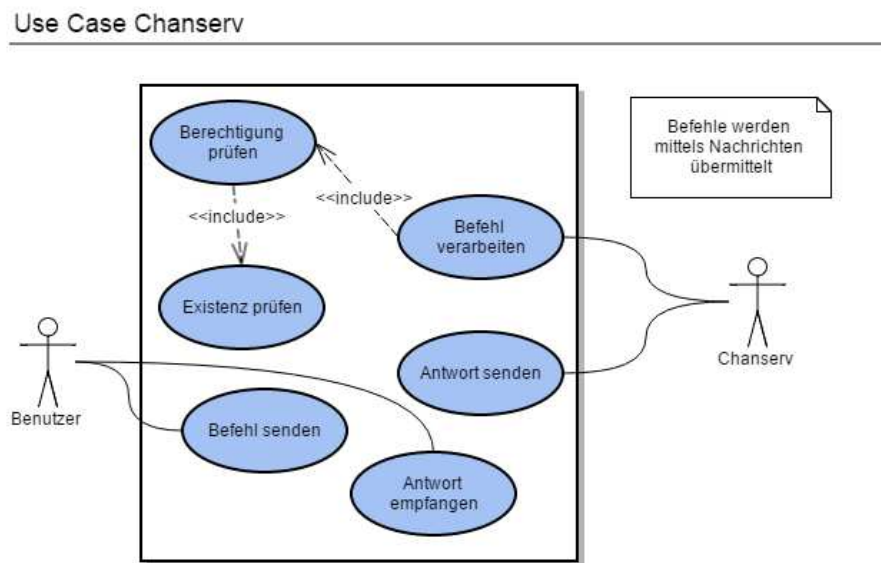 Use Case Chanserv
Berechtigung
prüfen
Befehle werden
mittels Nachrichten
übermittelt
<<include>>
<<include>>
Befehl
verarbeiten
Existenz prüfen
Chanserv
Antwort senden
Benutzer
Befehl senden
Antwort
empfangen